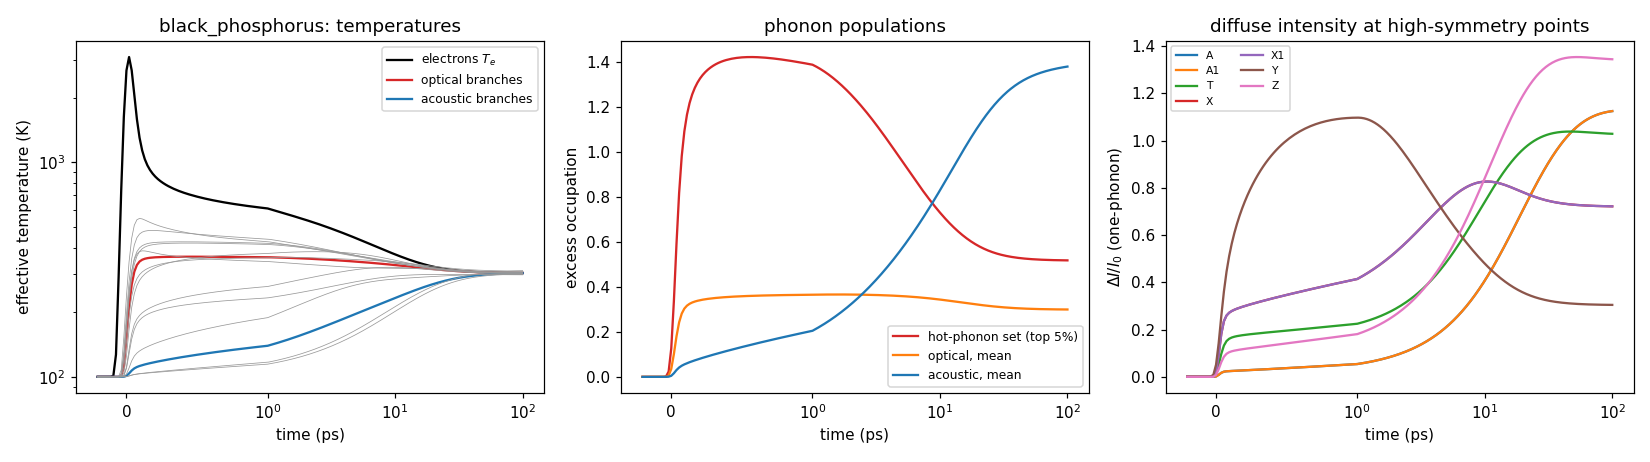 black_phosphorus: temperatures
effective temperature (K)
10³
10²
electrons Tₑ
optical branches
acoustic branches
0
10⁰
10¹
10²
time (ps)
phonon populations
excess occupation
1.4
1.2
1.0
0.8
0.6
0.4
0.2
0.0
hot-phonon set (top 5%)
optical, mean
acoustic, mean
0
10⁰
10¹
10²
time (ps)
diffuse intensity at high-symmetry points
ΔI/I₀ (one-phonon)
1.4
1.2
1.0
0.8
0.6
0.4
0.2
0.0
A
A1
T
X
X1
Y
Z
0
10⁰
10¹
10²
time (ps)